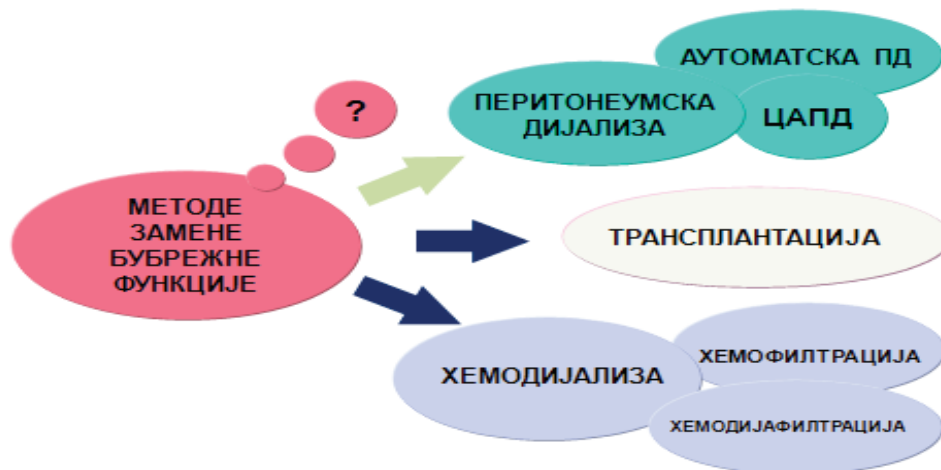 ?
МЕТОДЕ
ЗАМЕНЕ
БУБРЕЖНЕ
ФУНКЦИЈЕ
АУТОМАТСКА ПД
ПЕРИТОНЕУМСКА
ДИЈАЛИЗА
ЦАПД
ТРАНСПЛАНТАЦИЈА
ХЕМОДИЈАЛИЗА
ХЕМОФИЛТРАЦИЈА
ХЕМОДИЈАФИЛТРАЦИЈА